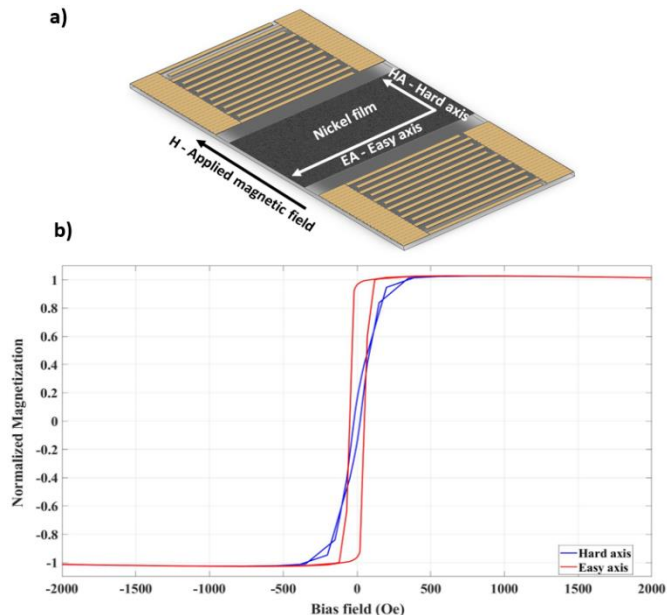 a)
HA - Hard axis
Nickel film
EA - Easy axis
H - Applied magnetic field
b)
1
0.8
0.6
0.4
0.2
0
-0.2
-0.4
-0.6
-0.8
-1
Normalized Magnetization
-2000 -1500 -1000 -500 0 500 1000 1500 2000
Bias field (Oe)
Hard axis
Easy axis